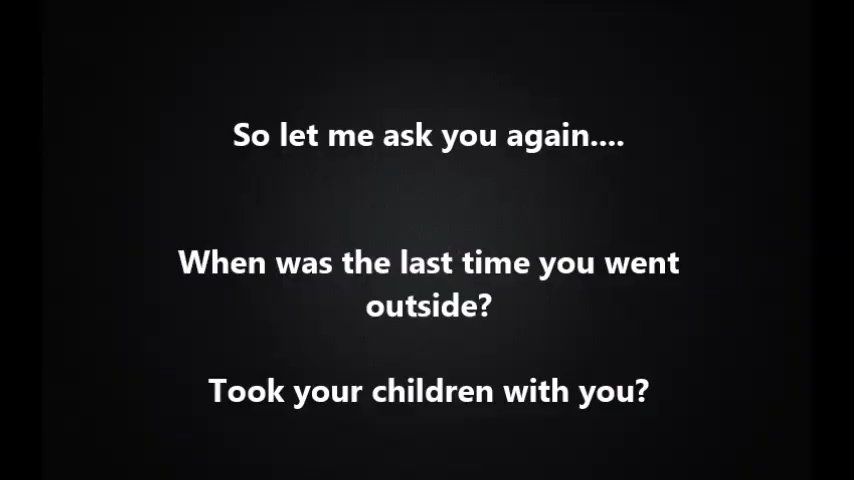 So let me ask you again....
When was the last time you went
outside?
Took your children with you?